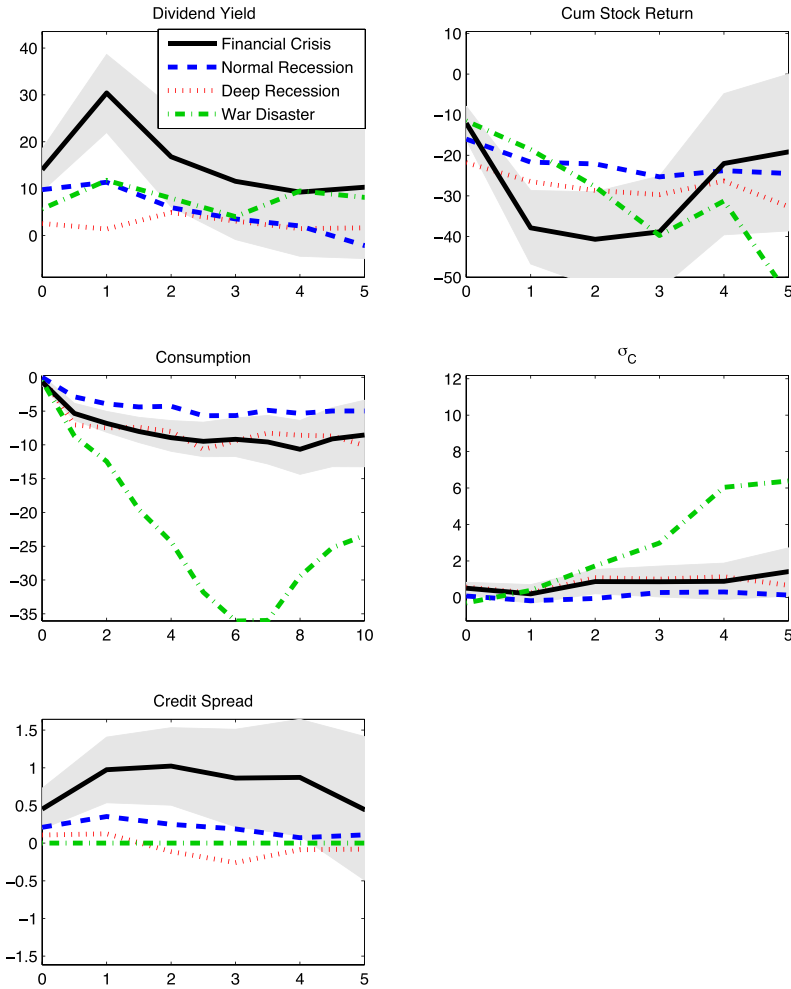 Dividend Yield
40
30
20
10
0
0 1 2 3 4 5
Financial Crisis
Normal Recession
Deep Recession
War Disaster
Cum Stock Return
10
0
−10
−20
−30
−40
−50
0 1 2 3 4 5
Consumption
0
−5
−10
−15
−20
−25
−30
−35
0 2 4 6 8 10
σC
12
10
8
6
4
2
0
0 1 2 3 4 5
Credit Spread
1.5
1
0.5
0
−0.5
−1
−1.5
0 1 2 3 4 5